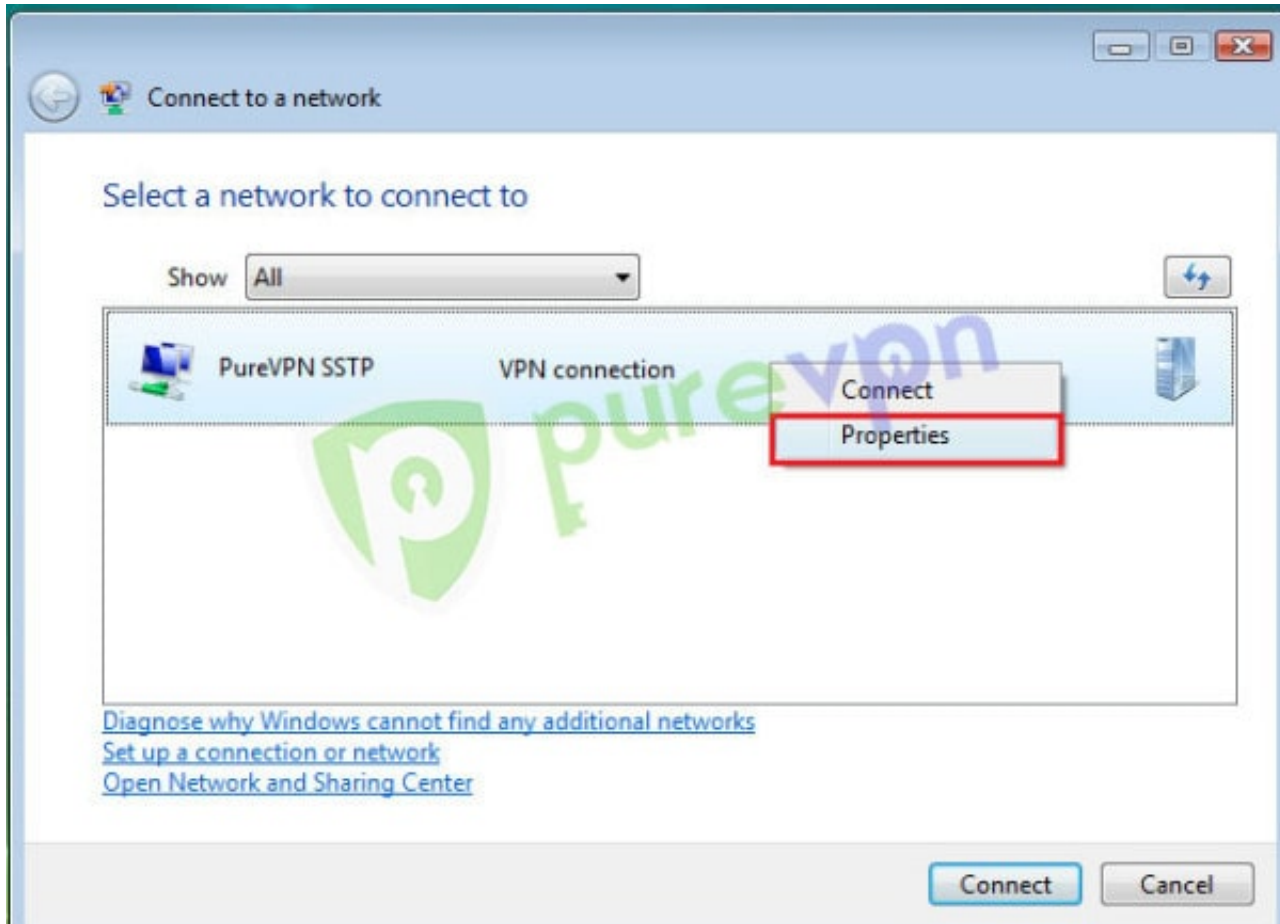 Connect to a network
Select a network to connect to
Show All
PureVPN SSTP VPN connection
purevpn
Connect
Properties
Diagnose why Windows cannot find any additional networks
Set up a connection or network
Open Network and Sharing Center
Connect Cancel